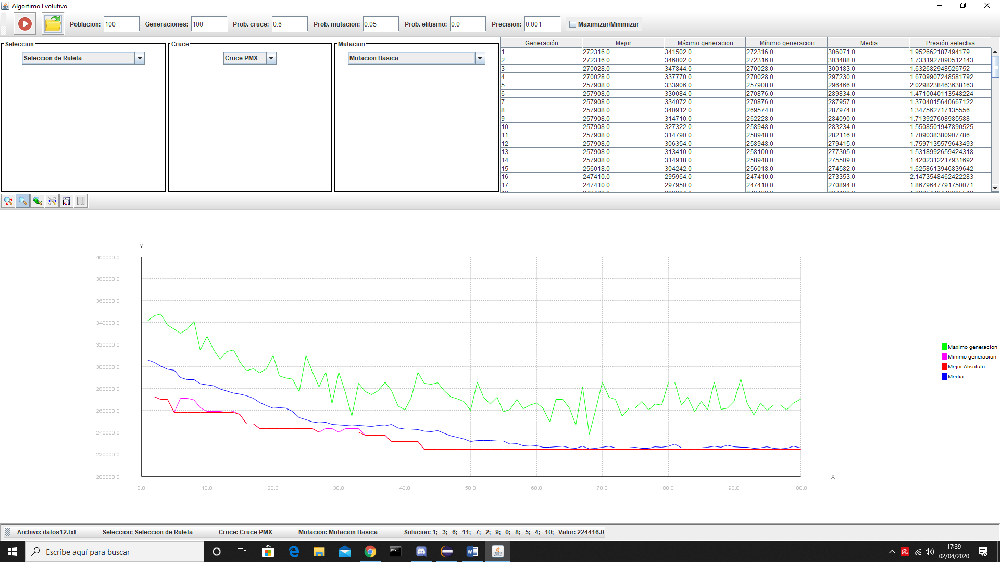 Algortimo Evolutivo
Poblacion: 100 Generaciones: 100 Prob. cruce: 0.6 Prob. mutacion: 0.05 Prob. elitismo: 0.0 Precision: 0.001 Maximizar/Minimizar
Seleccion Cruce Mutacion
Seleccion de Ruleta Cruce PMX Mutacion Basica
Generación Mejor Máximo generacion Mínimo generacion Media Presión selectiva
1 272316.0 341502.0 272316.0 306071.0 1.952662187494179
2 272316.0 346002.0 272316.0 303488.0 1.7331927090512143
3 270028.0 347844.0 270028.0 300183.0 1.632682948526752
4 270028.0 337770.0 270028.0 297230.0 1.6709907248581792
5 257908.0 333906.0 257908.0 296466.0 2.0298238463638163
6 257908.0 330084.0 270876.0 289834.0 1.4710040113548224
7 257908.0 334072.0 270876.0 287957.0 1.3704015640667122
8 257908.0 340912.0 269574.0 287974.0 1.347562717135556
9 257908.0 314710.0 262228.0 284090.0 1.713927608985588
10 257908.0 327322.0 258948.0 283234.0 1.5508501947890525
11 257908.0 314790.0 258948.0 282116.0 1.709038380907786
12 257908.0 306354.0 258948.0 279415.0 1.7597135579643493
13 257908.0 313410.0 258100.0 277305.0 1.5318992659424318
14 257908.0 314918.0 258948.0 275509.0 1.4202312217931692
15 256018.0 304242.0 256018.0 274582.0 1.6258613946839642
16 247410.0 295964.0 247410.0 273353.0 2.1473548462422283
17 247410.0 297950.0 247410.0 270894.0 1.8679647791750071
Y
400000.0
380000.0
360000.0
340000.0
320000.0
300000.0
280000.0
260000.0
240000.0
220000.0
200000.0
X
0.0 10.0 20.0 30.0 40.0 50.0 60.0 70.0 80.0 90.0 100.0
Maximo generacion
Minimo generacion
Mejor Absoluto
Media
Archivo: datos12.txt Seleccion: Seleccion de Ruleta Cruce: Cruce PMX Mutacion: Mutacion Basica Solucion: 1; 3; 6; 11; 7; 2; 9; 0; 8; 5; 4; 10; Valor: 224416.0
Escribe aquí para buscar
17:39
02/04/2020